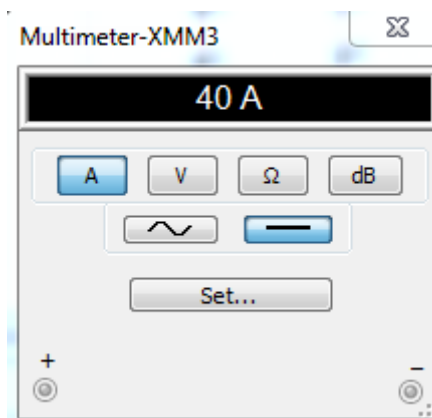 Multimeter-XMM3
40 A
A V Ω dB
Set...
+ −